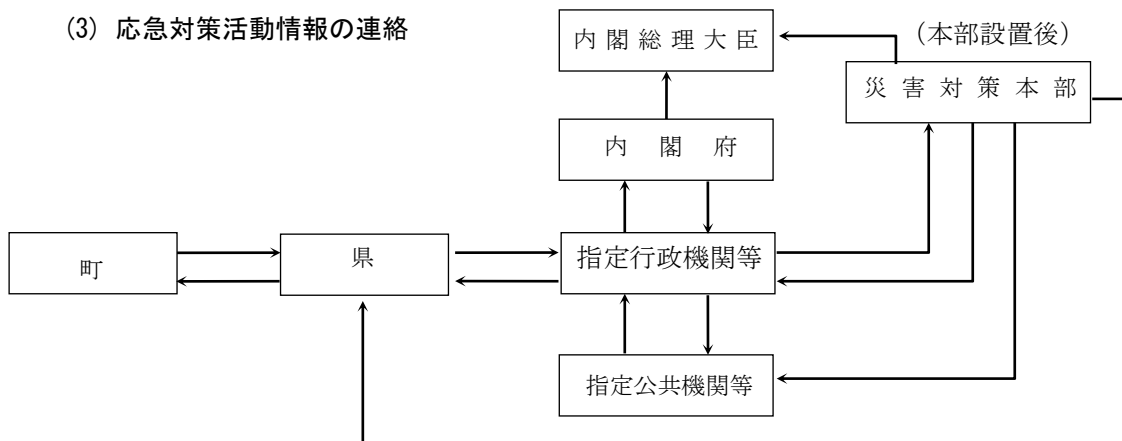 (3) 応急対策活動情報の連絡
内閣総理大臣
(本部設置後)
災害対策本部
内閣府
町
県
指定行政機関等
指定公共機関等